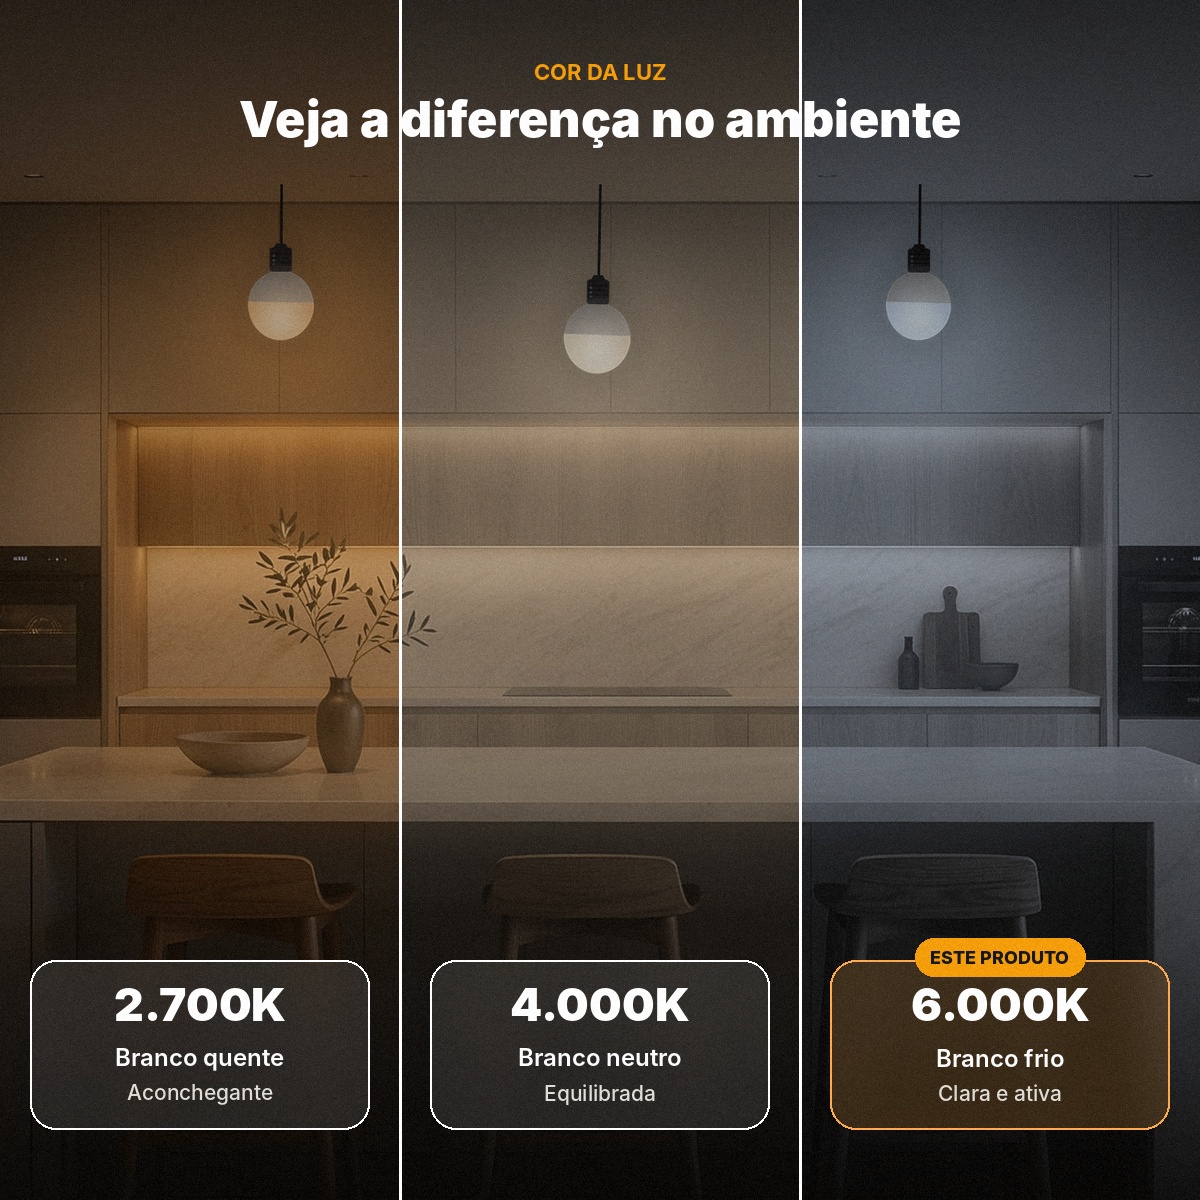 COR DA LUZ
Veja a diferença no ambiente
2.700K
Branco quente
Aconchegante
4.000K
Branco neutro
Equilibrada
ESTE PRODUTO
6.000K
Branco frio
Clara e ativa